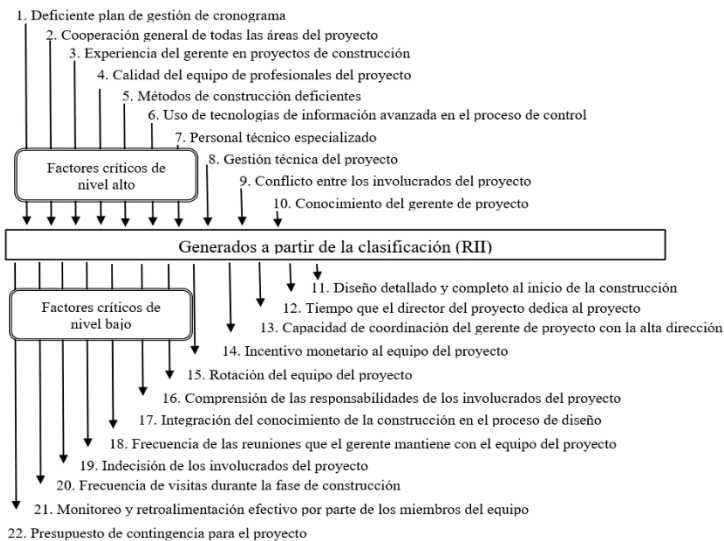 1. Deficiente plan de gestión de cronograma
2. Cooperación general de todas las áreas del proyecto
3. Experiencia del gerente en proyectos de construcción
4. Calidad del equipo de profesionales del proyecto
5. Métodos de construcción deficientes
6. Uso de tecnologías de información avanzada en el proceso de control
7. Personal técnico especializado
Factores críticos de
nivel alto
8. Gestión técnica del proyecto
9. Conflicto entre los involucrados del proyecto
10. Conocimiento del gerente de proyecto
Generados a partir de la clasificación (RII)
Factores críticos de
nivel bajo
11. Diseño detallado y completo al inicio de la construcción
12. Tiempo que el director del proyecto dedica al proyecto
13. Capacidad de coordinación del gerente de proyecto con la alta dirección
14. Incentivo monetario al equipo del proyecto
15. Rotación del equipo del proyecto
16. Comprensión de las responsabilidades de los involucrados del proyecto
17. Integración del conocimiento de la construcción en el proceso de diseño
18. Frecuencia de las reuniones que el gerente mantiene con el equipo del proyecto
19. Indecisión de los involucrados del proyecto
20. Frecuencia de visitas durante la fase de construcción
21. Monitoreo y retroalimentación efectivo por parte de los miembros del equipo
22. Presupuesto de contingencia para el proyecto